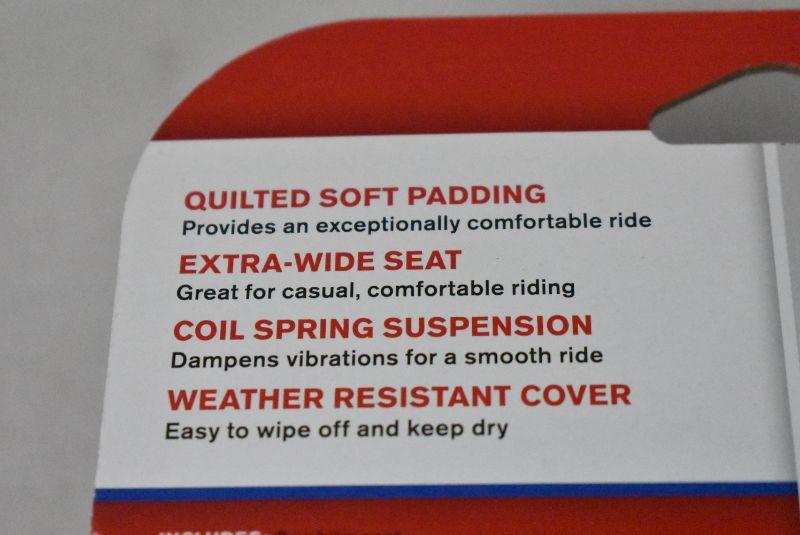 QUILTED SOFT PADDING
Provides an exceptionally comfortable ride
EXTRA-WIDE SEAT
Great for casual, comfortable riding
COIL SPRING SUSPENSION
Dampens vibrations for a smooth ride
WEATHER RESISTANT COVER
Easy to wipe off and keep dry
INCLUDES: